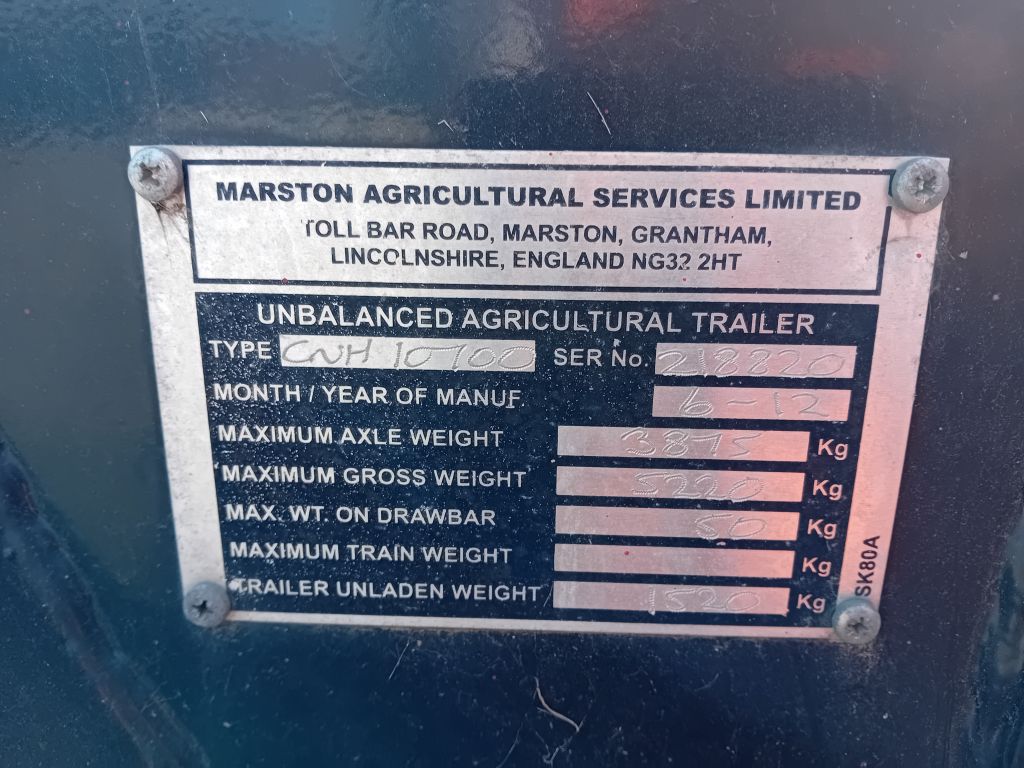 MARSTON AGRICULTURAL SERVICES LIMITED
TOLL BAR ROAD, MARSTON, GRANTHAM,
LINCOLNSHIRE, ENGLAND NG32 2HT
UNBALANCED AGRICULTURAL TRAILER
TYPE CNH 10700 SER No. 218820
MONTH / YEAR OF MANUF. 6-12
MAXIMUM AXLE WEIGHT 3875 Kg
MAXIMUM GROSS WEIGHT 5220 Kg
MAX. WT. ON DRAWBAR 50 Kg
MAXIMUM TRAIN WEIGHT Kg
TRAILER UNLADEN WEIGHT 1520 Kg
SK80A